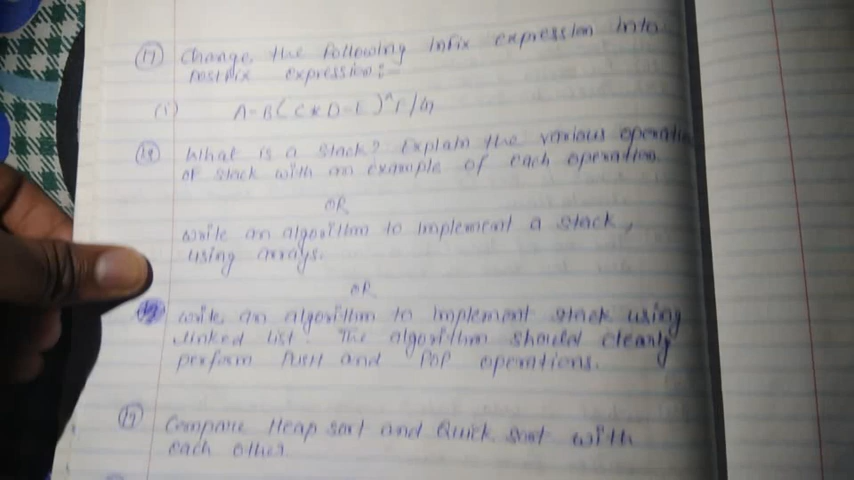 (17) Change the following infix expression into
postfix expression:-
(i) A-B(C*D-E)^F/G
(18) What is a stack? Explain the various operatio
of stack with an example of each operation.
OR
write an algorithm to implement a stack,
using arrays.
OR
write an algorithm to implement stack using
linked list. The algorithm should clearly
perform PUSH and POP operations.
(19) Compare Heap sort and Quick sort with
each other.